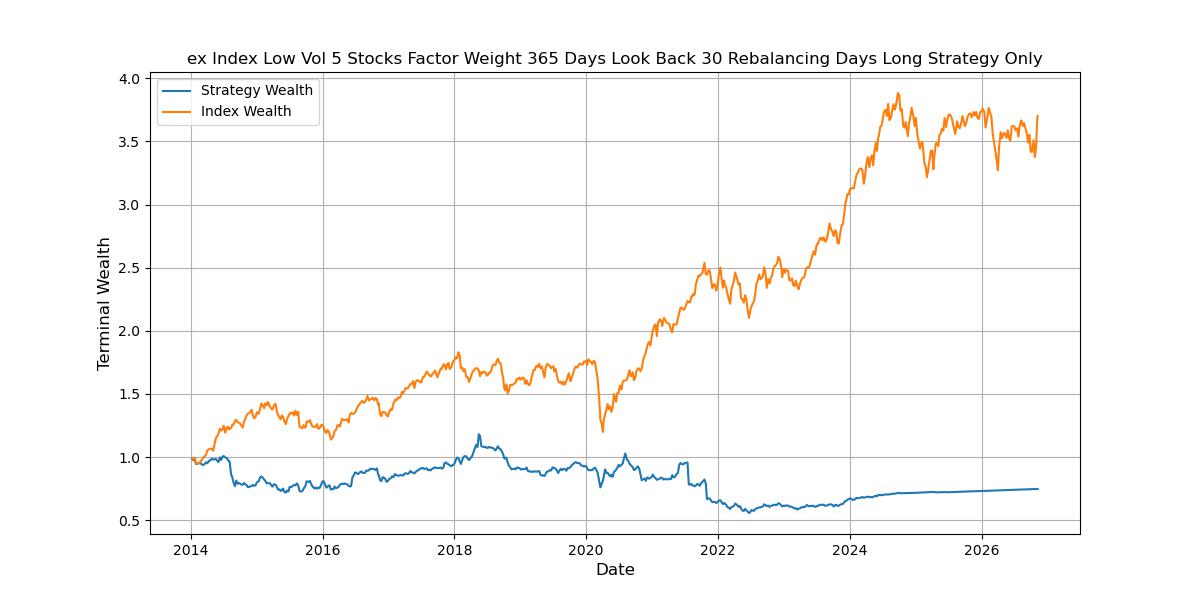 ex Index Low Vol 5 Stocks Factor Weight 365 Days Look Back 30 Rebalancing Days Long Strategy Only
Strategy Wealth
Index Wealth
Terminal Wealth
4.0
3.5
3.0
2.5
2.0
1.5
1.0
0.5
2014 2016 2018 2020 2022 2024 2026
Date